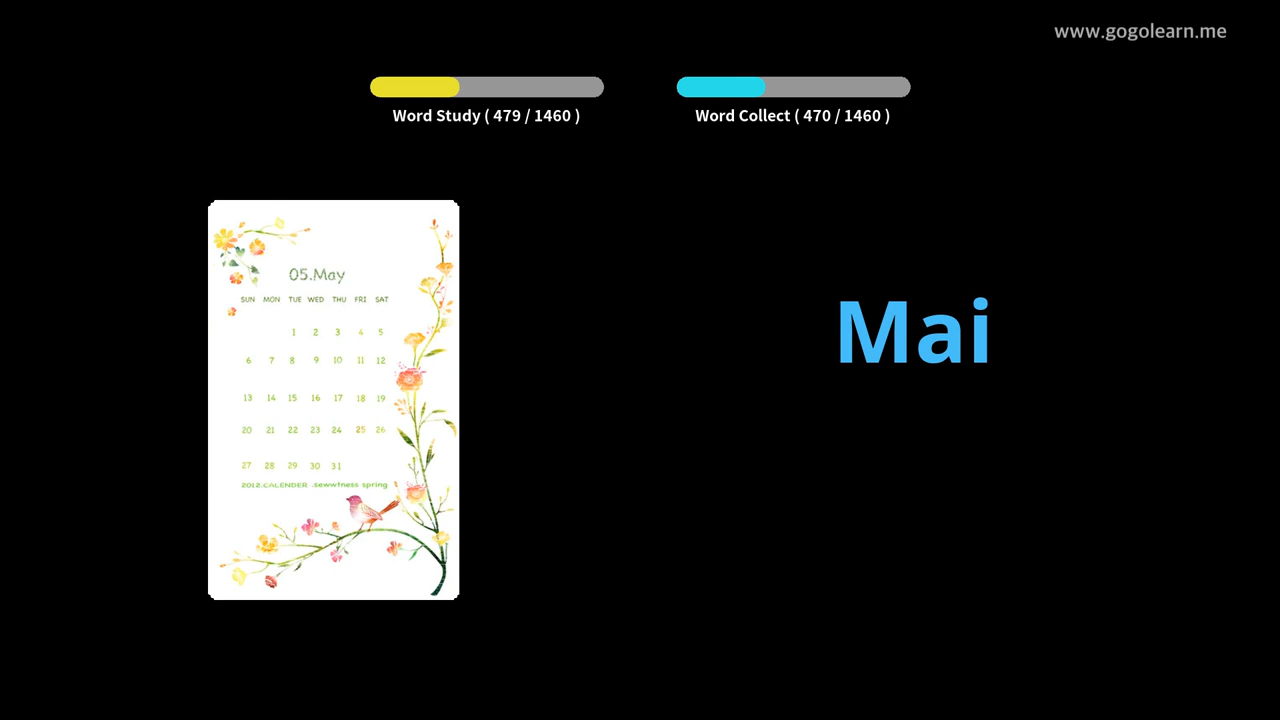 www.gogolearn.me
Word Study ( 479 / 1460 )
Word Collect ( 470 / 1460 )
05.May
SUN MON TUE WED THU FRI SAT
1 2 3 4 5
6 7 8 9 10 11 12
13 14 15 16 17 18 19
20 21 22 23 24 25 26
27 28 29 30 31
2012.CALENDER .sewwtness spring
Mai